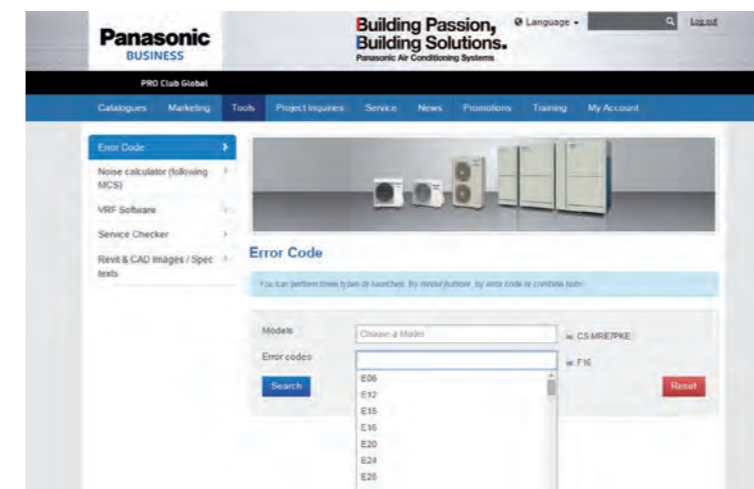 Panasonic
BUSINESS
Building Passion,
Building Solutions.
Panasonic Air Conditioning Systems
Language
Log out
PRO Club Global
Catalogues Marketing Tools Project Inquiries Service News Promotions Training My Account
Error Code
Noise calculator (following
MCS)
VRF Software
Service Checker
Revit & CAD images / Spec
texts
Error Code
You can perform three types of searches. By model number, by error code or combine both.
Models
Choose a Model
ie: CS-MRE7PKE
Error codes
ie: F16
Search
Reset
E06
E12
E15
E16
E20
E24
E25